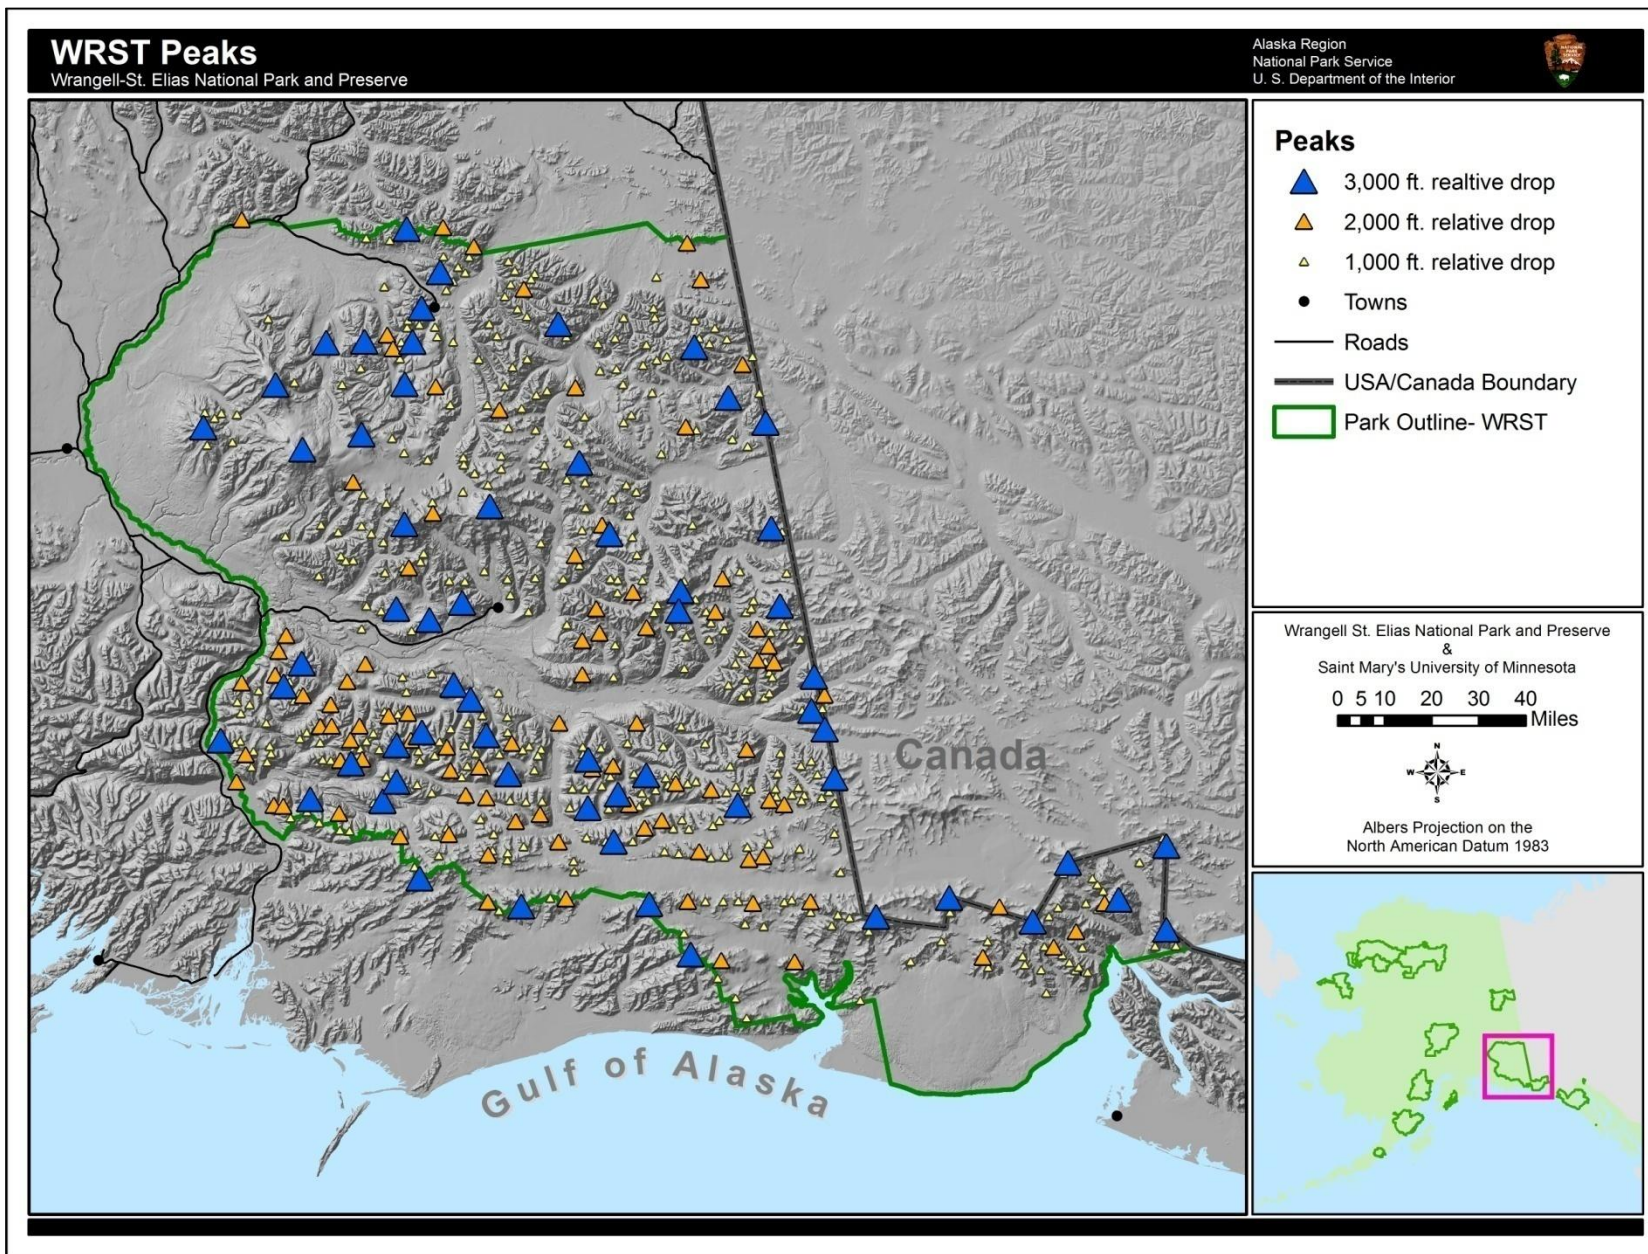 WRST Peaks
Wrangell-St. Elias National Park and Preserve
Alaska Region
National Park Service
U. S. Department of the Interior
Peaks
3,000 ft. realtive drop
2,000 ft. relative drop
1,000 ft. relative drop
Towns
Roads
USA/Canada Boundary
Park Outline- WRST
Canada
Gulf of Alaska
Wrangell St. Elias National Park and Preserve
&
Saint Mary's University of Minnesota
0 5 10 20 30 40
Miles
N
W E
S
Albers Projection on the
North American Datum 1983